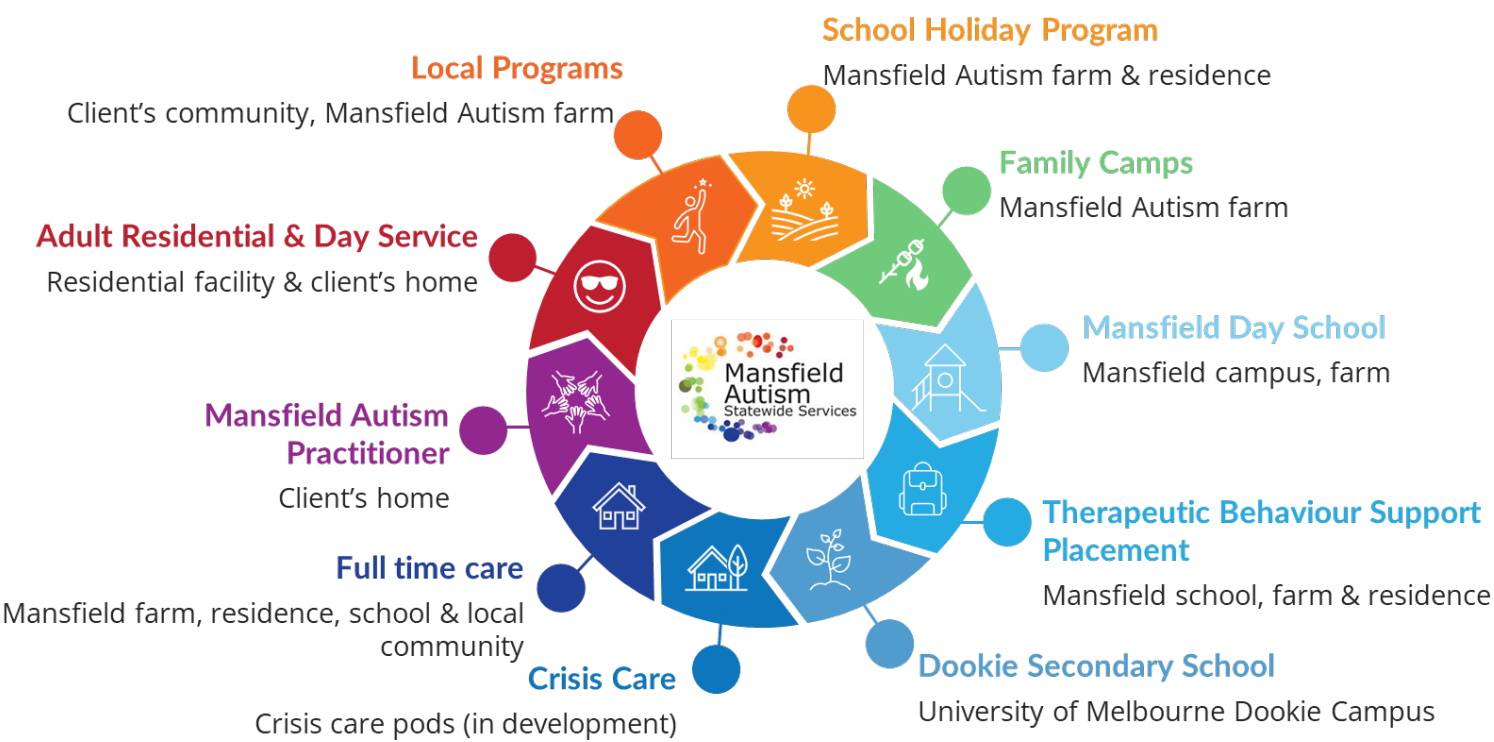 School Holiday Program
Mansfield Autism farm & residence
Local Programs
Client’s community, Mansfield Autism farm
Family Camps
Mansfield Autism farm
Adult Residential & Day Service
Residential facility & client’s home
Mansfield Day School
Mansfield campus, farm
Mansfield
Autism
Statewide Services
Mansfield Autism
Practitioner
Client’s home
Therapeutic Behaviour Support
Placement
Mansfield school, farm & residence
Full time care
Mansfield farm, residence, school & local
community
Dookie Secondary School
University of Melbourne Dookie Campus
Crisis Care
Crisis care pods (in development)